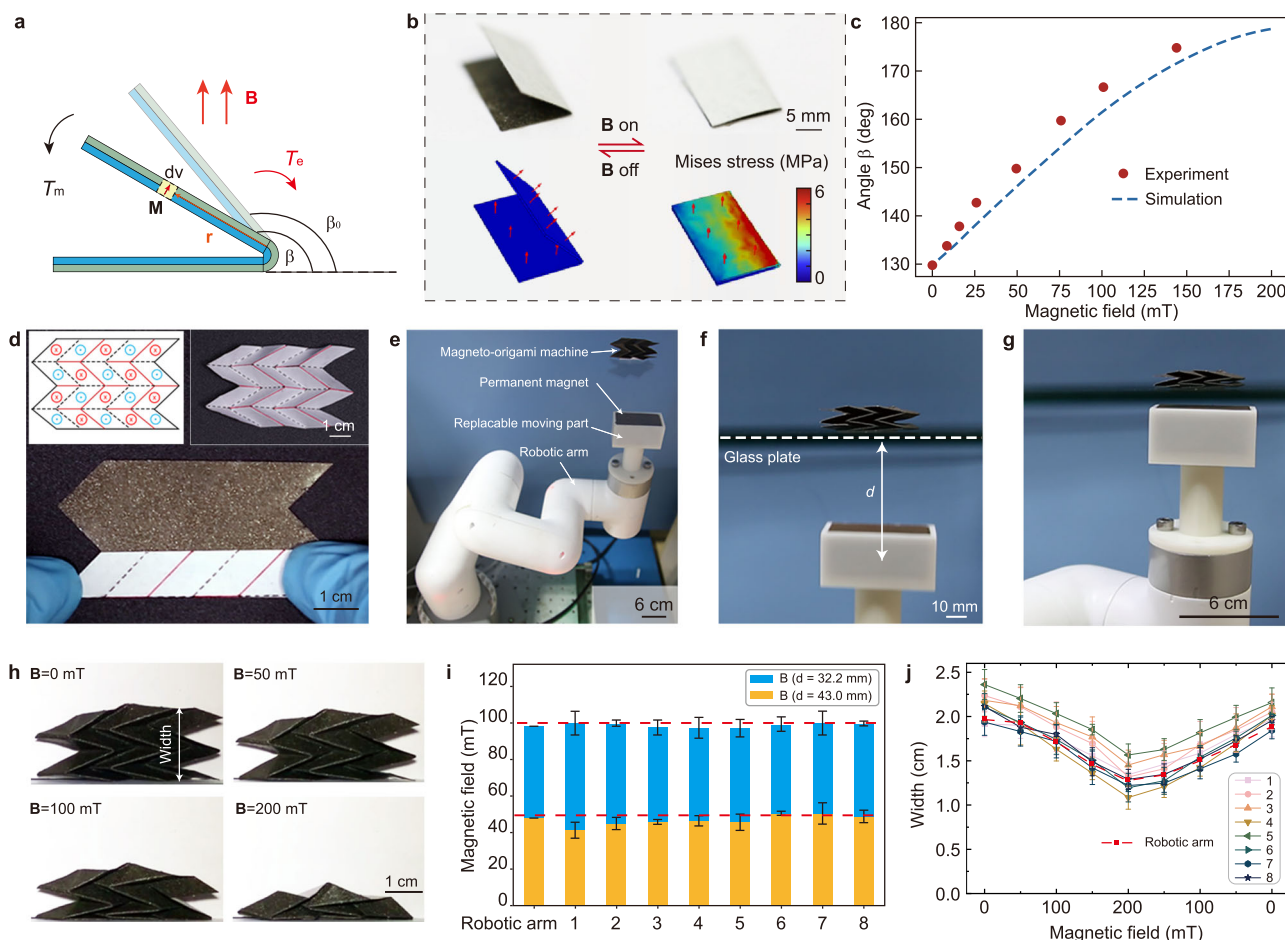 a
B
T_m
T_e
dv
M
r
β
β₀
b
B on
B off
5 mm
Mises stress (MPa)
6
0
c
Angle β (deg)
180
170
160
150
140
130
Experiment
Simulation
0 25 50 75 100 125 150 175 200
Magnetic field (mT)
d
1 cm
1 cm
e
Magneto-origami machine
Permanent magnet
Replacable moving part
Robotic arm
6 cm
f
Glass plate
d
10 mm
g
6 cm
h
B=0 mT
Width
B=50 mT
B=100 mT
B=200 mT
1 cm
i
B (d = 32.2 mm)
B (d = 43.0 mm)
Magnetic field (mT)
120
100
80
60
40
20
0
Robotic arm 1 2 3 4 5 6 7 8
j
Width (cm)
2.5
2.0
1.5
1.0
0.5
0.0
1
2
3
4
5
6
7
8
Robotic arm
0 100 200 100 0
Magnetic field (mT)